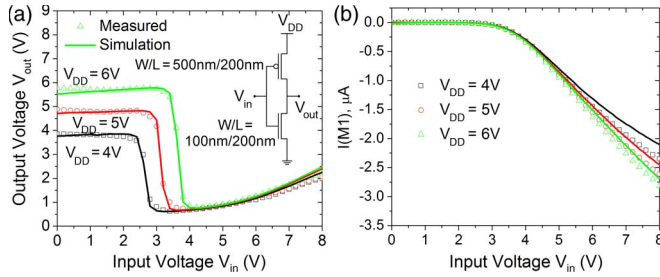 (a)
Measured
Simulation
V_DD
W/L = 500nm/200nm
V_DD = 6V
V_in
V_out
V_DD = 5V
W/L =
100nm/200nm
V_DD = 4V
Output Voltage V_out (V)
9
8
7
6
5
4
3
2
1
0
0 1 2 3 4 5 6 7 8
Input Voltage V_in (V)
(b)
I(M1), μA
0.0
-0.5
-1.0
-1.5
-2.0
-2.5
-3.0
-3.5
V_DD = 4V
V_DD = 5V
V_DD = 6V
0 1 2 3 4 5 6 7 8
Input Voltage V_in (V)